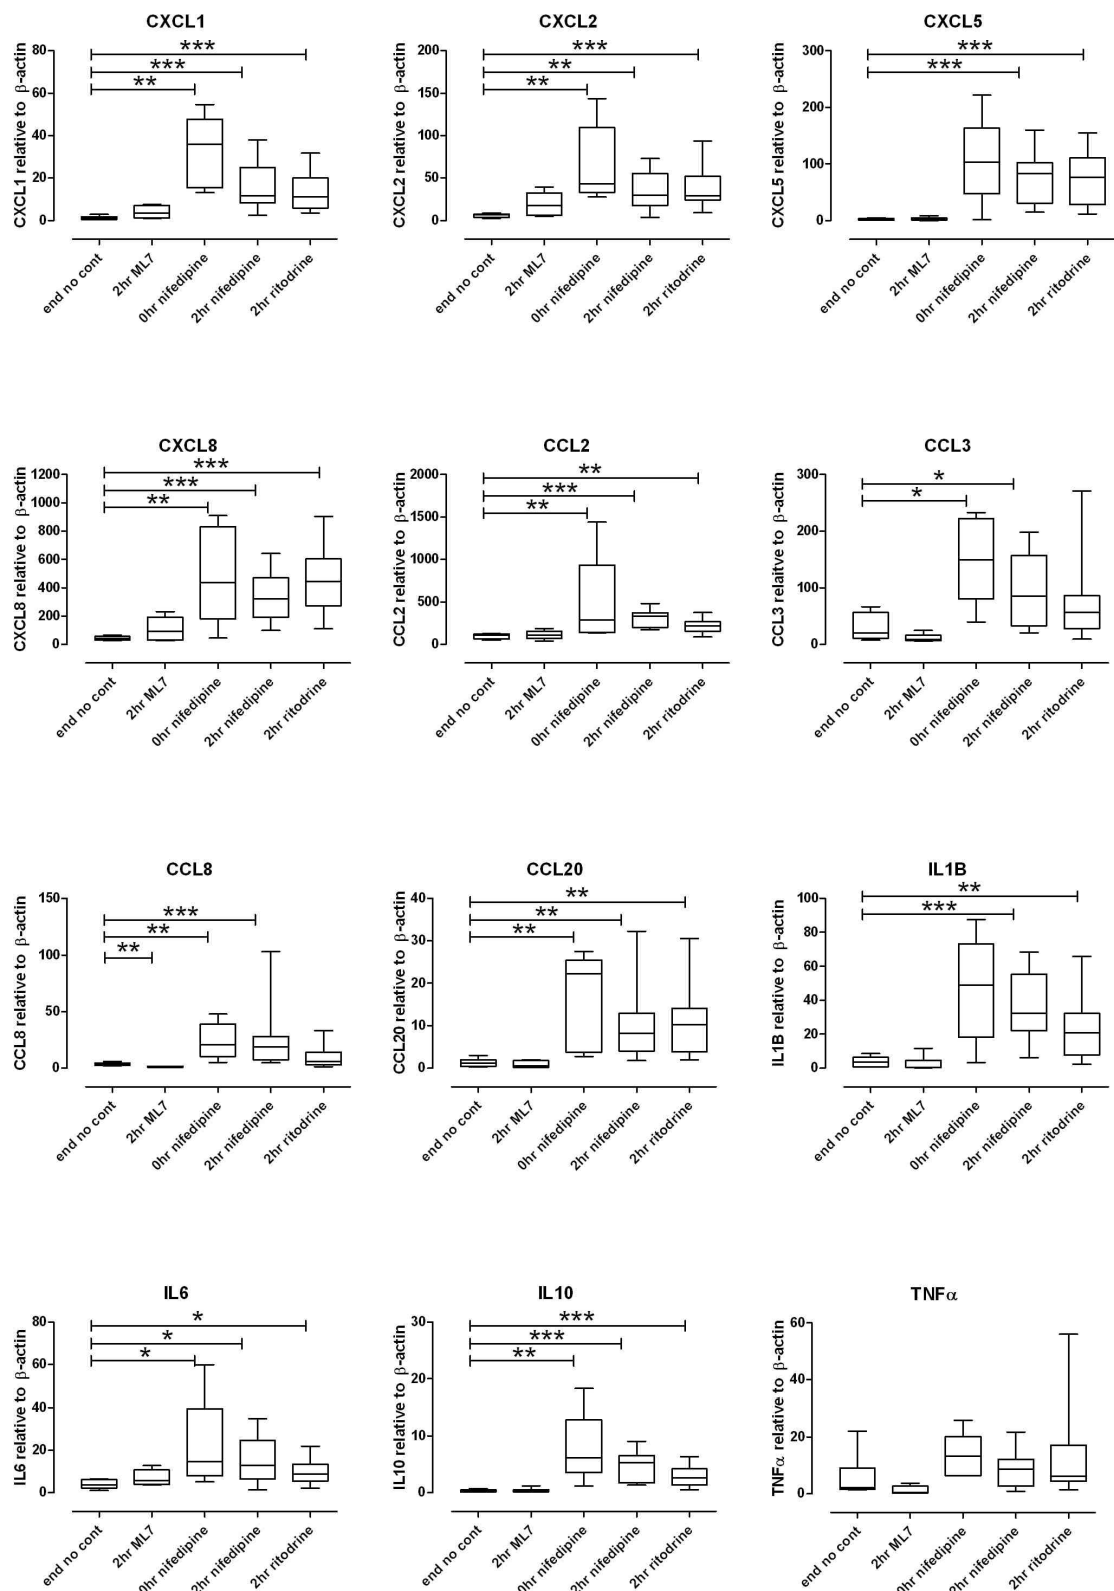 CXCL1
CXCL1 relative to β-actin
80
60
40
20
0
***
***
**
end no cont
2hr ML7
0hr nifedipine
2hr nifedipine
2hr ritodrine
CXCL2
CXCL2 relative to β-actin
200
150
100
50
0
***
**
**
end no cont
2hr ML7
0hr nifedipine
2hr nifedipine
2hr ritodrine
CXCL5
CXCL5 relative to β-actin
300
200
100
0
***
***
end no cont
2hr ML7
0hr nifedipine
2hr nifedipine
2hr ritodrine
CXCL8
CXCL8 relative to β-actin
1200
1000
800
600
400
200
0
***
***
**
end no cont
2hr ML7
0hr nifedipine
2hr nifedipine
2hr ritodrine
CCL2
CCL2 relative to β-actin
2000
1500
1000
500
0
**
***
**
end no cont
2hr ML7
0hr nifedipine
2hr nifedipine
2hr ritodrine
CCL3
CCL3 relaitve to β-actin
300
200
100
0
*
*
end no cont
2hr ML7
0hr nifedipine
2hr nifedipine
2hr ritodrine
CCL8
CCL8 relative to β-actin
150
100
50
0
***
**
**
end no cont
2hr ML7
0hr nifedipine
2hr nifedipine
2hr ritodrine
CCL20
CCL20 relative to β-actin
40
30
20
10
0
**
**
**
end no cont
2hr ML7
0hr nifedipine
2hr nifedipine
2hr ritodrine
IL1B
IL1B relative to β-actin
100
80
60
40
20
0
**
***
end no cont
2hr ML7
0hr nifedipine
2hr nifedipine
2hr ritodrine
IL6
IL6 relative to β-actin
80
60
40
20
0
*
*
*
end no cont
2hr ML7
0hr nifedipine
2hr nifedipine
2hr ritodrine
IL10
IL10 relative to β-actin
30
20
10
0
***
***
**
end no cont
2hr ML7
0hr nifedipine
2hr nifedipine
2hr ritodrine
TNFα
TNFα relative to β-actin
60
40
20
0
end no cont
2hr ML7
0hr nifedipine
2hr nifedipine
2hr ritodrine